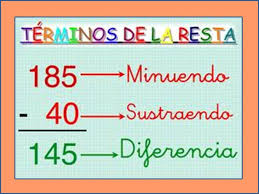 TÉRMINOS DE LA RESTA
185 Minuendo
- 40 Sustraendo
145 Diferencia